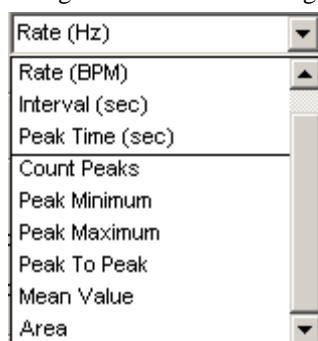 Rate (Hz)
Rate (BPM)
Interval (sec)
Peak Time (sec)
Count Peaks
Peak Minimum
Peak Maximum
Peak To Peak
Mean Value
Area